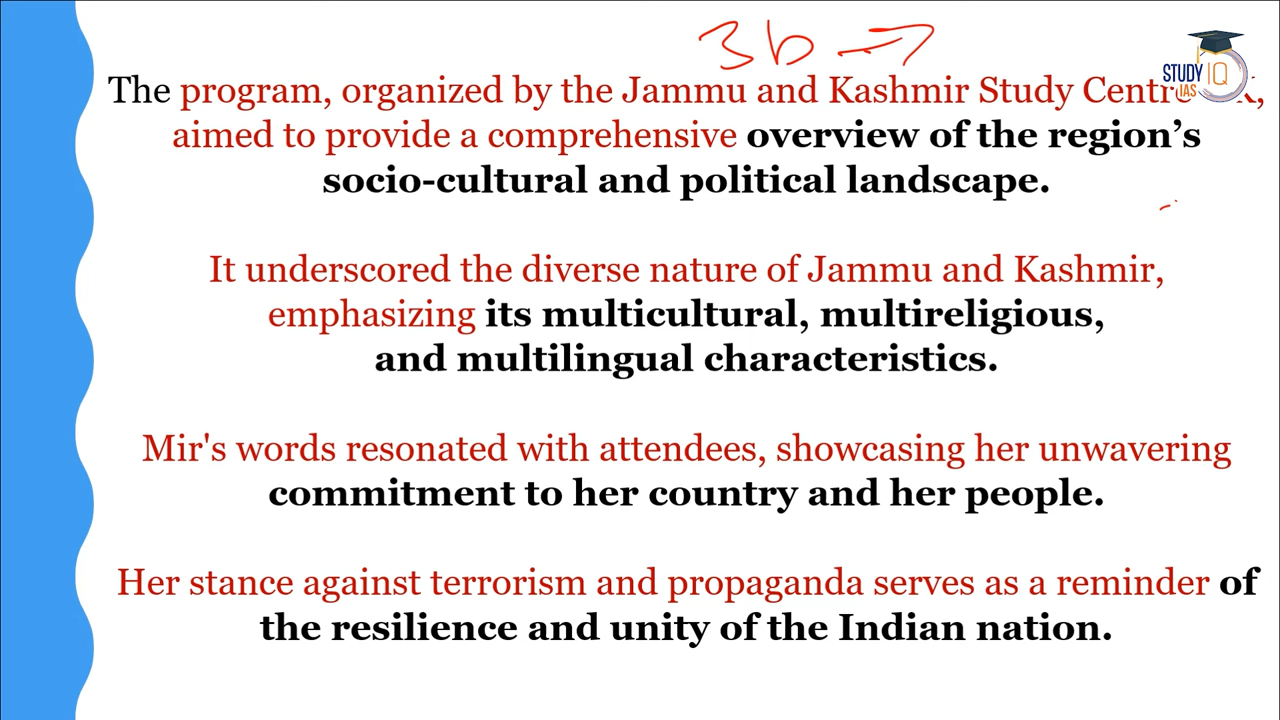 3b →
STUDY IQ
IAS
The program, organized by the Jammu and Kashmir Study Centre
aimed to provide a comprehensive overview of the region’s
socio-cultural and political landscape.
It underscored the diverse nature of Jammu and Kashmir,
emphasizing its multicultural, multireligious,
and multilingual characteristics.
Mir's words resonated with attendees, showcasing her unwavering
commitment to her country and her people.
Her stance against terrorism and propaganda serves as a reminder of
the resilience and unity of the Indian nation.